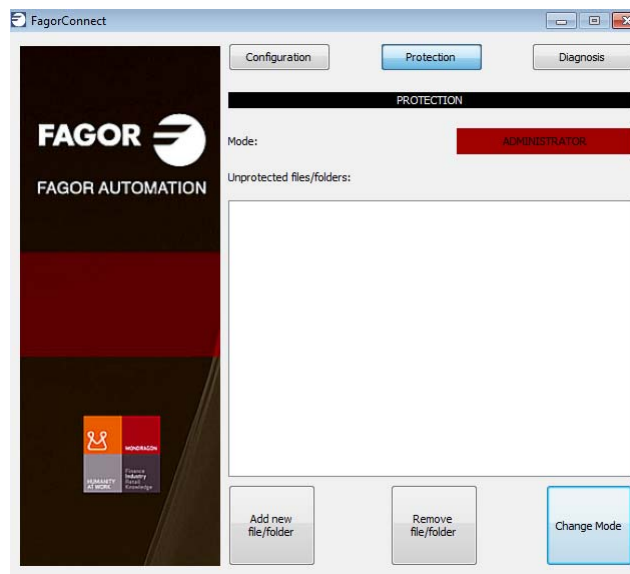 FagorConnect
Configuration
Protection
Diagnosis
PROTECTION
FAGOR
FAGOR AUTOMATION
Mode:
ADMINISTRATOR
Unprotected files/folders:
MONDRAGON
HUMANITY
AT WORK
Finance
Industry
Retail
Knowledge
Add new
file/folder
Remove
file/folder
Change Mode